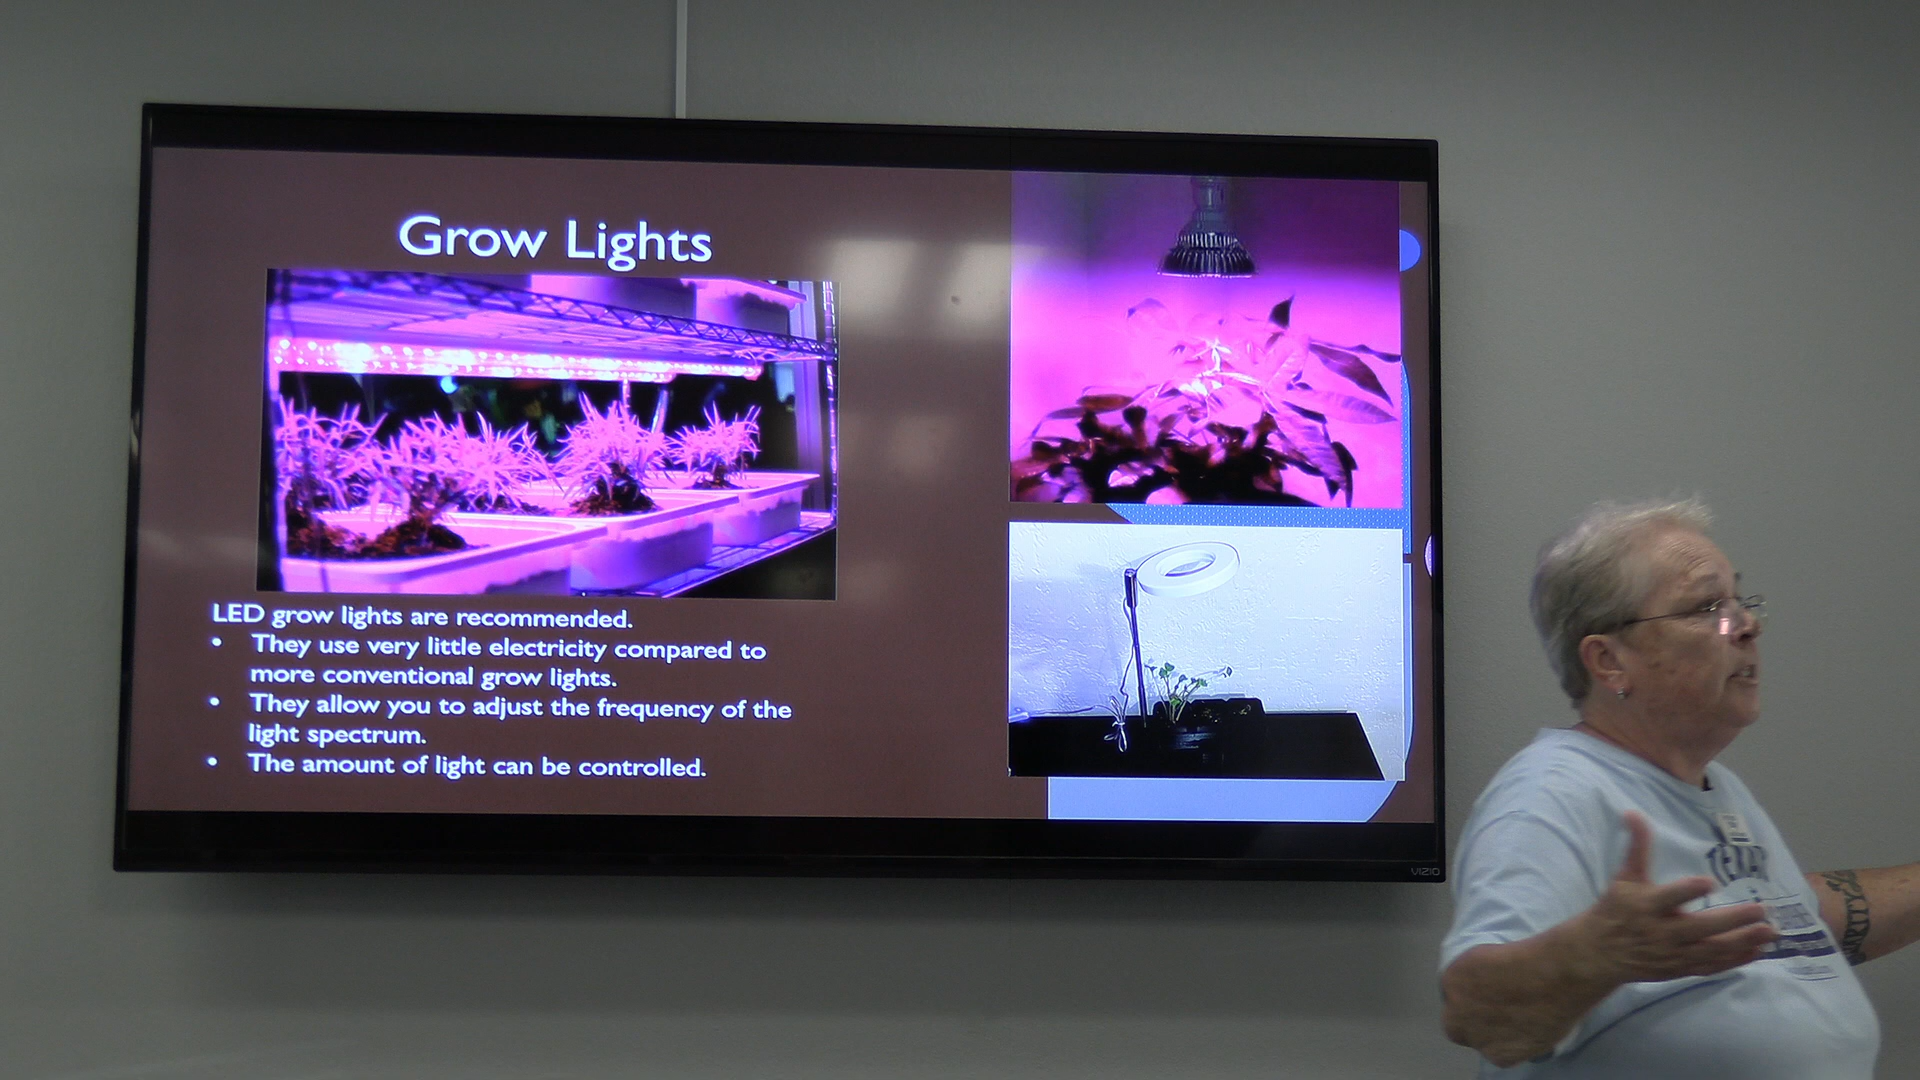 Grow Lights
LED grow lights are recommended.
• They use very little electricity compared to
more conventional grow lights.
• They allow you to adjust the frequency of the
light spectrum.
• The amount of light can be controlled.
VIZIO